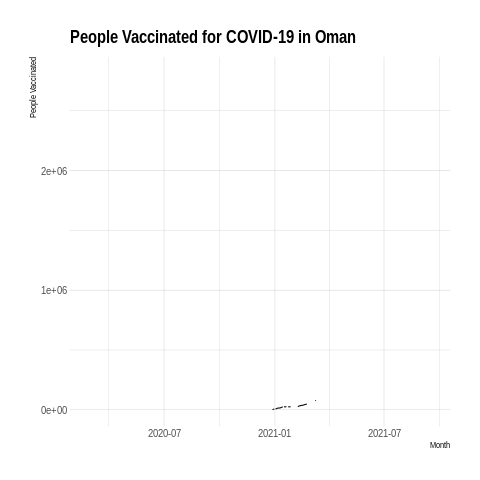 People Vaccinated for COVID-19 in Oman
People Vaccinated
2e+06
1e+06
0e+00
2020-07
2021-01
2021-07
Month